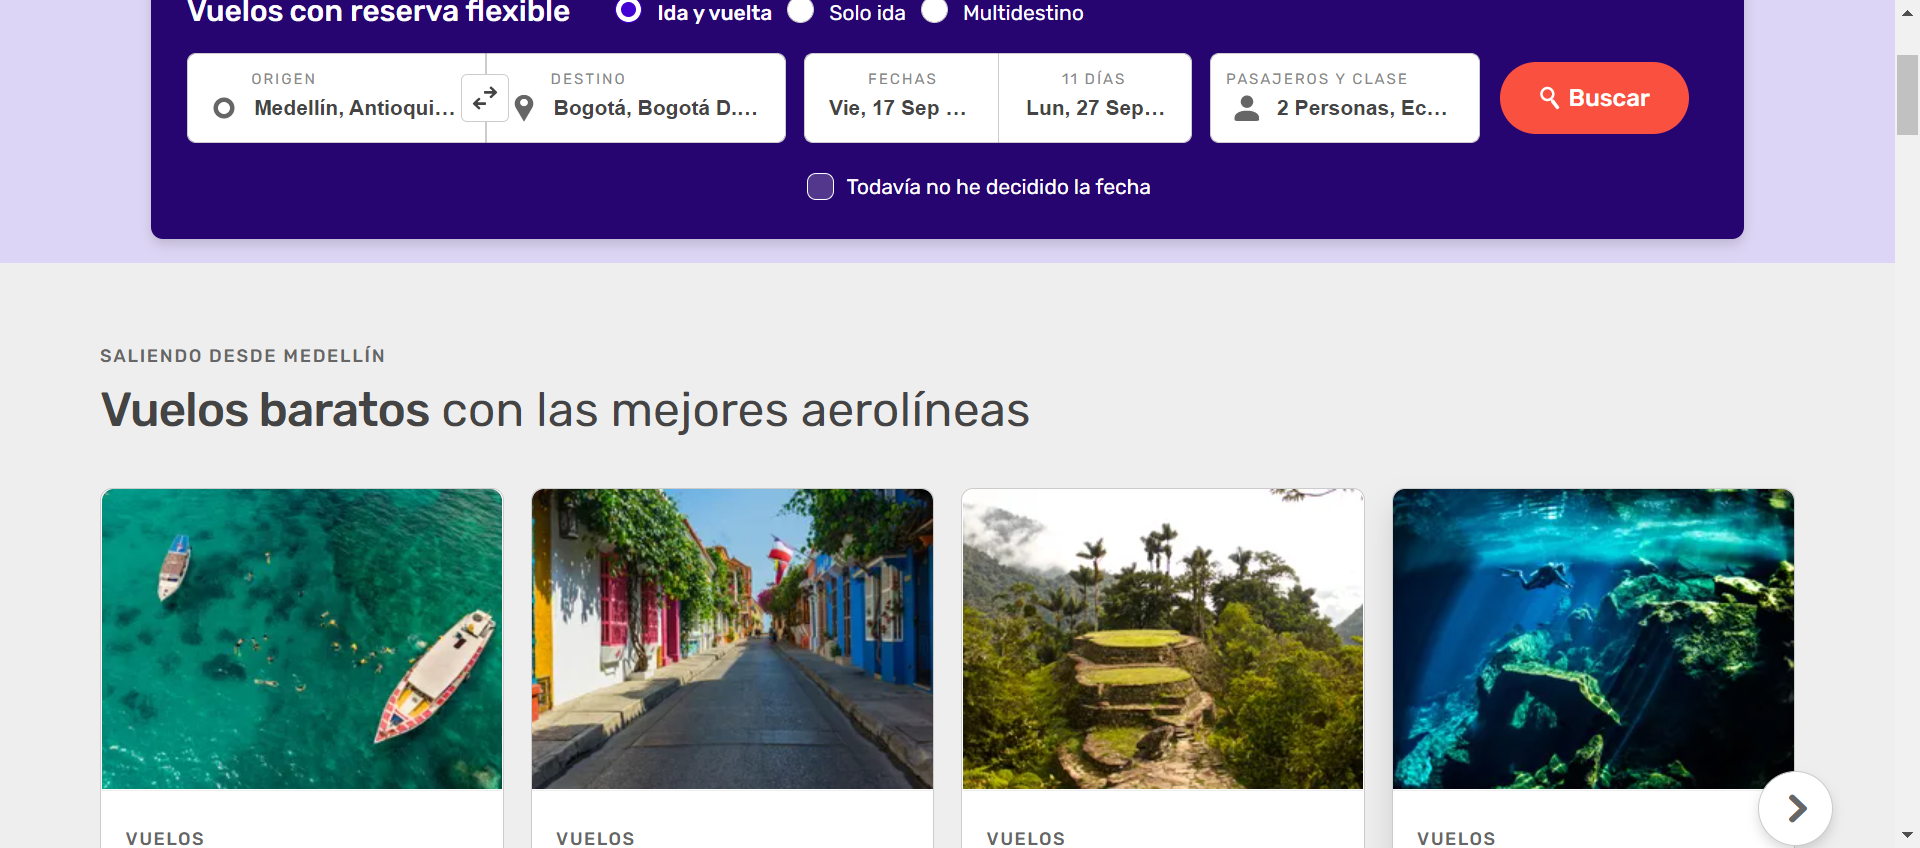 Vuelos con reserva flexible
Ida y vuelta
Solo ida
Multidestino
ORIGEN
Medellín, Antioqui...
DESTINO
Bogotá, Bogotá D....
FECHAS
Vie, 17 Sep ...
11 DÍAS
Lun, 27 Sep...
PASAJEROS Y CLASE
2 Personas, Ec...
Buscar
Todavía no he decidido la fecha
SALIENDO DESDE MEDELLÍN
Vuelos baratos con las mejores aerolíneas
VUELOS
VUELOS
VUELOS
VUELOS